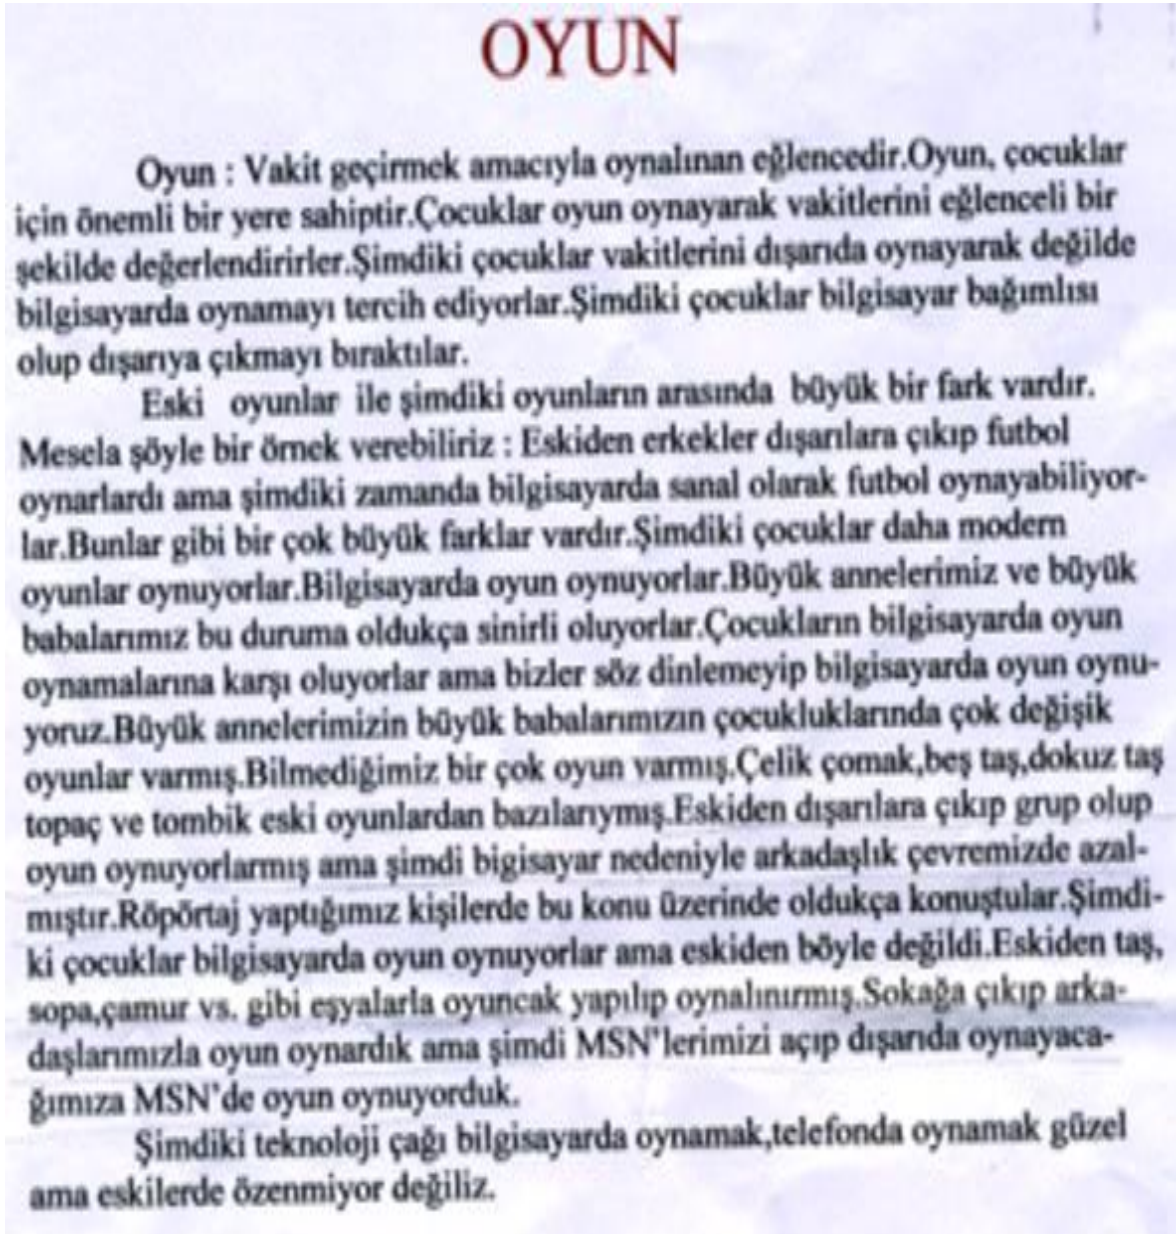 OYUN
Oyun : Vakit geçirmek amacıyla oynalınan eğlencedir.Oyun, çocuklar
için önemli bir yere sahiptir.Çocuklar oyun oynayarak vakitlerini eğlenceli bir
şekilde değerlendirirler.Şimdiki çocuklar vakitlerini dışarıda oynayarak değilde
bilgisayarda oynamayı tercih ediyorlar.Şimdiki çocuklar bilgisayar bağımlısı
olup dışarıya çıkmayı bıraktılar.
Eski oyunlar ile şimdiki oyunların arasında büyük bir fark vardır.
Mesela şöyle bir örnek verebiliriz : Eskiden erkekler dışarılara çıkıp futbol
oynarlardı ama şimdiki zamanda bilgisayarda sanal olarak futbol oynayabiliyor-
lar.Bunlar gibi bir çok büyük farklar vardır.Şimdiki çocuklar daha modern
oyunlar oynuyorlar.Bilgisayarda oyun oynuyorlar.Büyük annelerimiz ve büyük
babalarımız bu duruma oldukça sinirli oluyorlar.Çocukların bilgisayarda oyun
oynamalarına karşı oluyorlar ama bizler söz dinlemeyip bilgisayarda oyun oynu-
yoruz.Büyük annelerimizin büyük babalarımızın çocukluklarında çok değişik
oyunlar varmış.Bilmediğimiz bir çok oyun varmış.Çelik çomak,beş taş,dokuz taş
topaç ve tombik eski oyunlardan bazılarıymış.Eskiden dışarılara çıkıp grup olup
oyun oynuyorlarmış ama şimdi bigisayar nedeniyle arkadaşlık çevremizde azal-
mıştır.Röpörtaj yaptığımız kişilerde bu konu üzerinde oldukça konuştular.Şimdi-
ki çocuklar bilgisayarda oyun oynuyorlar ama eskiden böyle değildi.Eskiden taş,
sopa,çamur vs. gibi eşyalarla oyuncak yapılıp oynalınırmış.Sokağa çıkıp arka-
daşlarımızla oyun oynardık ama şimdi MSN'lerimizi açıp dışarıda oynayaca-
ğımıza MSN'de oyun oynuyorduk.
Şimdiki teknoloji çağı bilgisayarda oynamak,telefonda oynamak güzel
ama eskilerde özenmiyor değiliz.